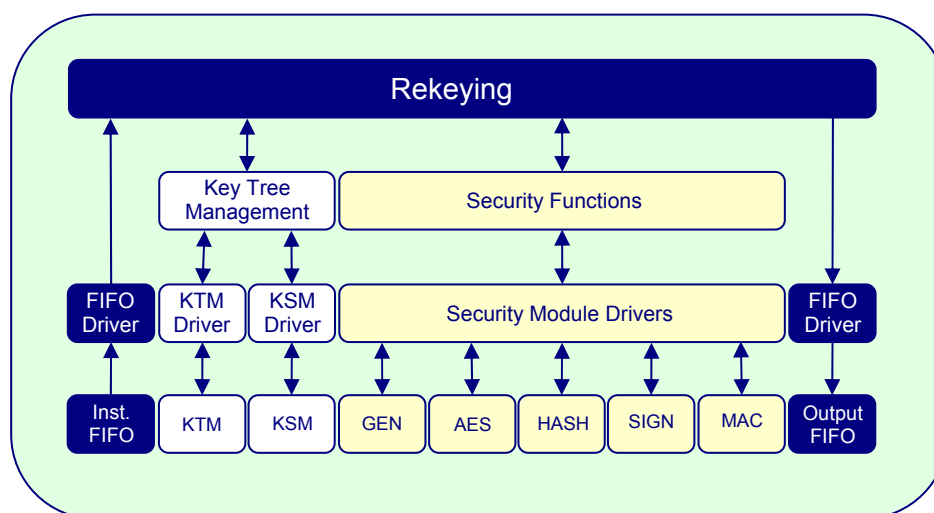 Rekeying
Key Tree
Management
Security Functions
FIFO
Driver
KTM
Driver
KSM
Driver
Security Module Drivers
FIFO
Driver
Inst.
FIFO
KTM
KSM
GEN
AES
HASH
SIGN
MAC
Output
FIFO